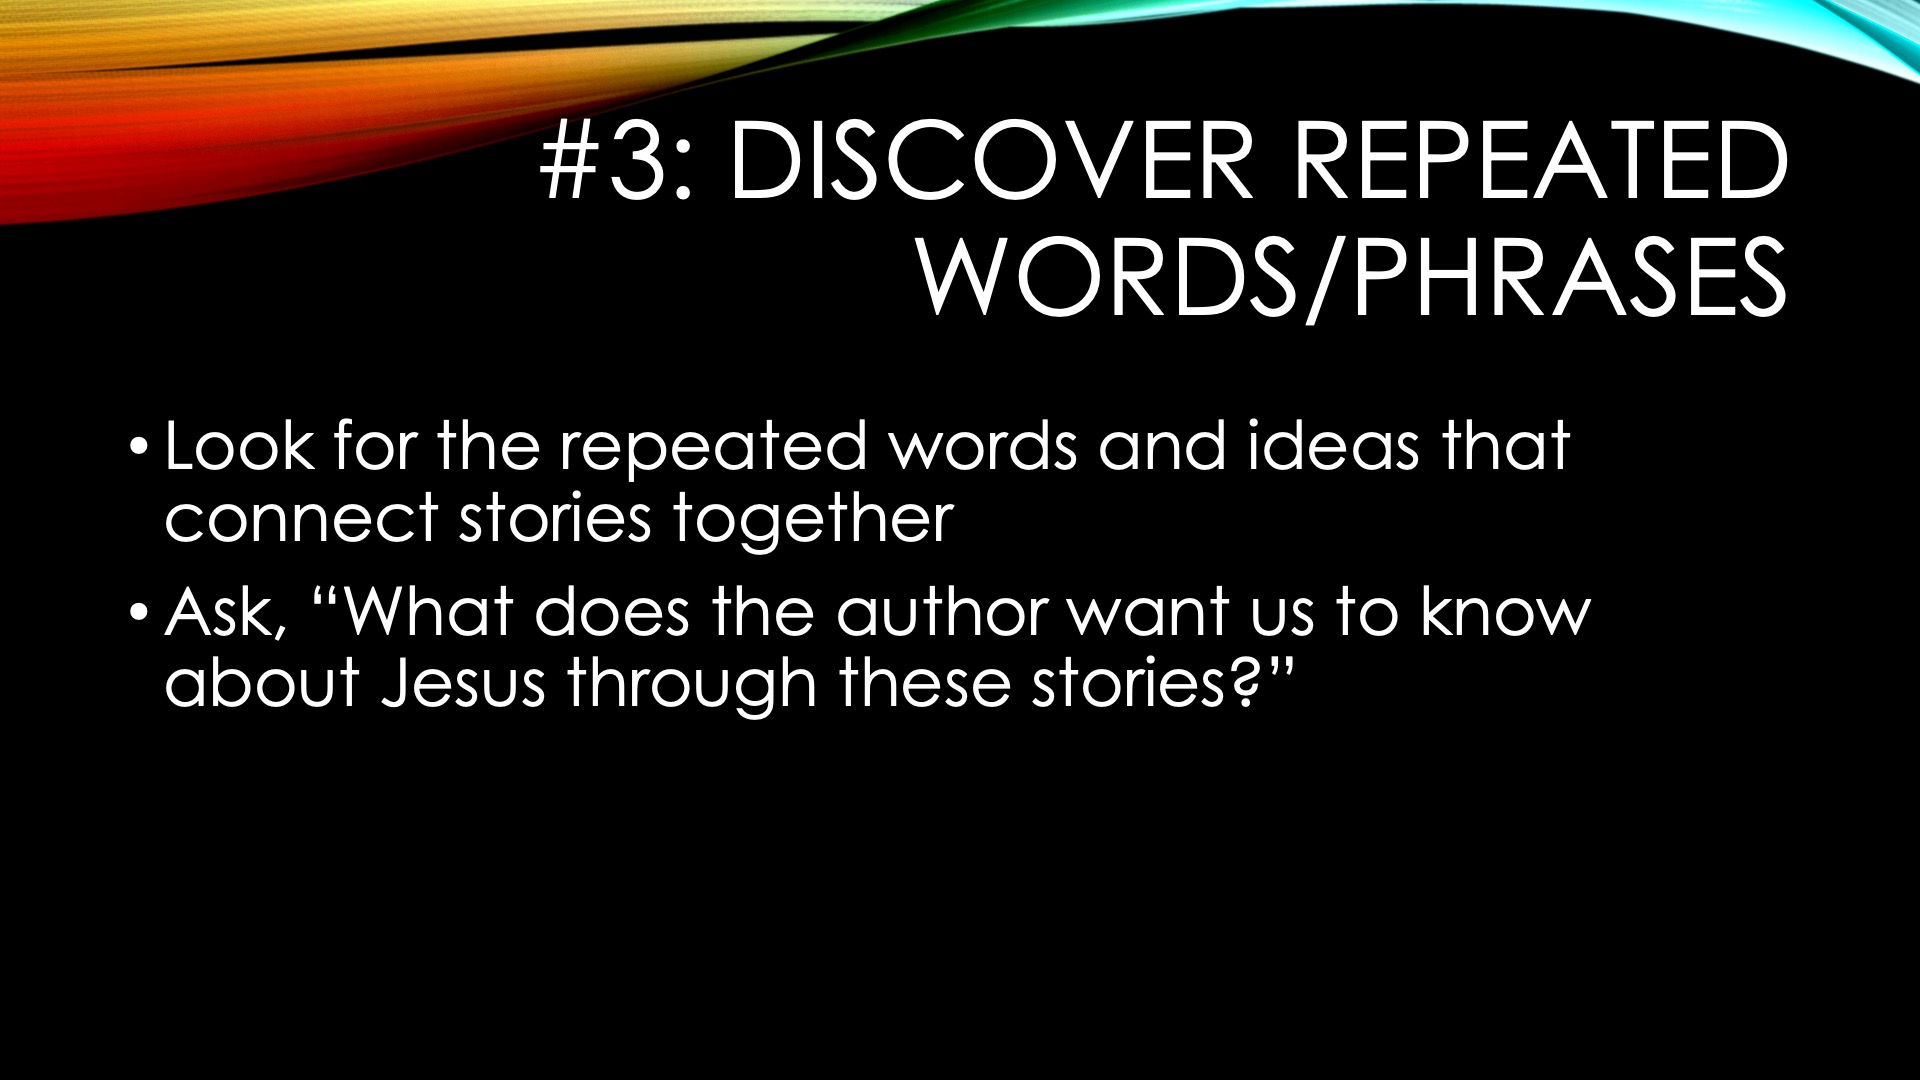 #3: DISCOVER REPEATED
WORDS/PHRASES
• Look for the repeated words and ideas that
connect stories together
• Ask, “What does the author want us to know
about Jesus through these stories?”